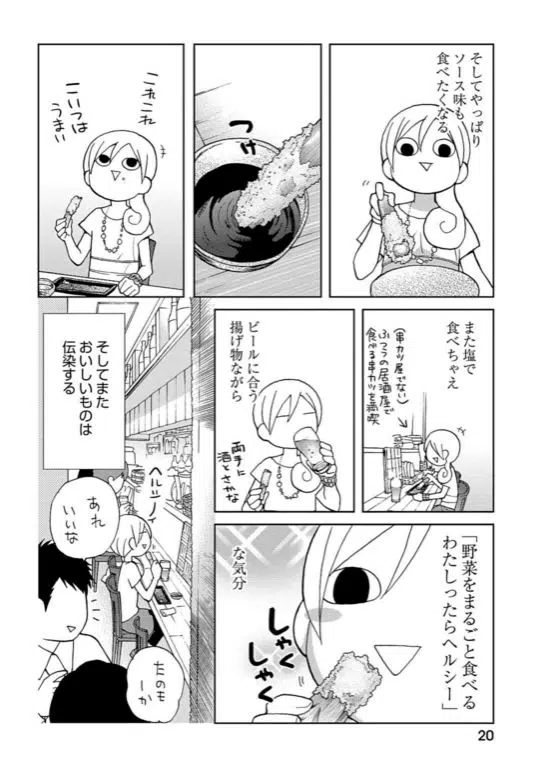 そしてやっぱり
ソース味も
食べたくなる
つけ
これこれ
こいつは
うまい
また塩で
食べちゃえ
(串カツ屋でない
ふつうの居酒屋で
食べる串カツを満喫)
ビールに合う
揚げ物ながら
両手に
酒とさかな
「野菜をまるごと食べる
わたしったらヘルシー」
な気分
しゃく
しゃく
そしてまた
おいしいものは
伝染する
ヘルシーイ
あれ
いいな
たのも
ーか
20